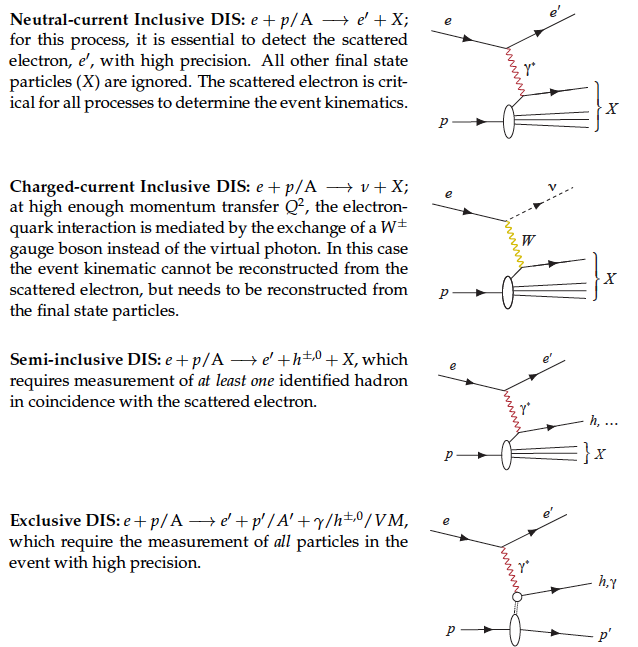 Neutral-current Inclusive DIS: e + p/A ⟶ e′ + X;
for this process, it is essential to detect the scattered
electron, e′, with high precision. All other final state
particles (X) are ignored. The scattered electron is crit-
ical for all processes to determine the event kinematics.
e
e′
γ*
X
p
Charged-current Inclusive DIS: e + p/A ⟶ ν + X;
at high enough momentum transfer Q², the electron-
quark interaction is mediated by the exchange of a W±
gauge boson instead of the virtual photon. In this case
the event kinematic cannot be reconstructed from the
scattered electron, but needs to be reconstructed from
the final state particles.
e
ν
W
X
p
Semi-inclusive DIS: e + p/A ⟶ e′ + h±,0 + X, which
requires measurement of at least one identified hadron
in coincidence with the scattered electron.
e
e′
γ*
h, ...
X
p
Exclusive DIS: e + p/A ⟶ e′ + p′/A′ + γ/h±,0/VM,
which require the measurement of all particles in the
event with high precision.
e
e′
γ*
h,γ
p
p′